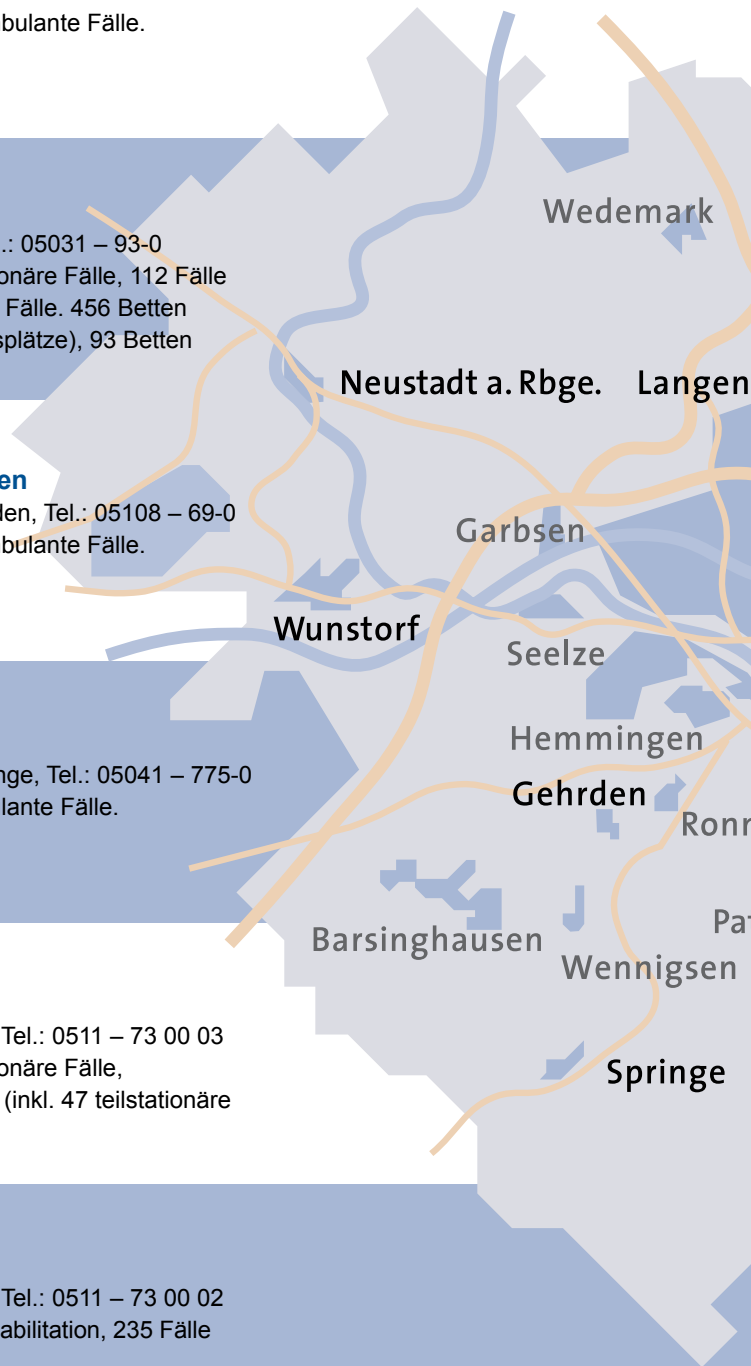 bulante Fälle.
.: 05031 – 93-0
onäre Fälle, 112 Fälle
Fälle. 456 Betten
splätze), 93 Betten
en
den, Tel.: 05108 – 69-0
bulante Fälle.
nge, Tel.: 05041 – 775-0
lante Fälle.
Tel.: 0511 – 73 00 03
onäre Fälle,
(inkl. 47 teilstationäre
Tel.: 0511 – 73 00 02
abilitation, 235 Fälle
Wedemark
Neustadt a. Rbge. Langen
Garbsen
Wunstorf
Seelze
Hemmingen
Gehrden
Ronn
Pat
Barsinghausen
Wennigsen
Springe